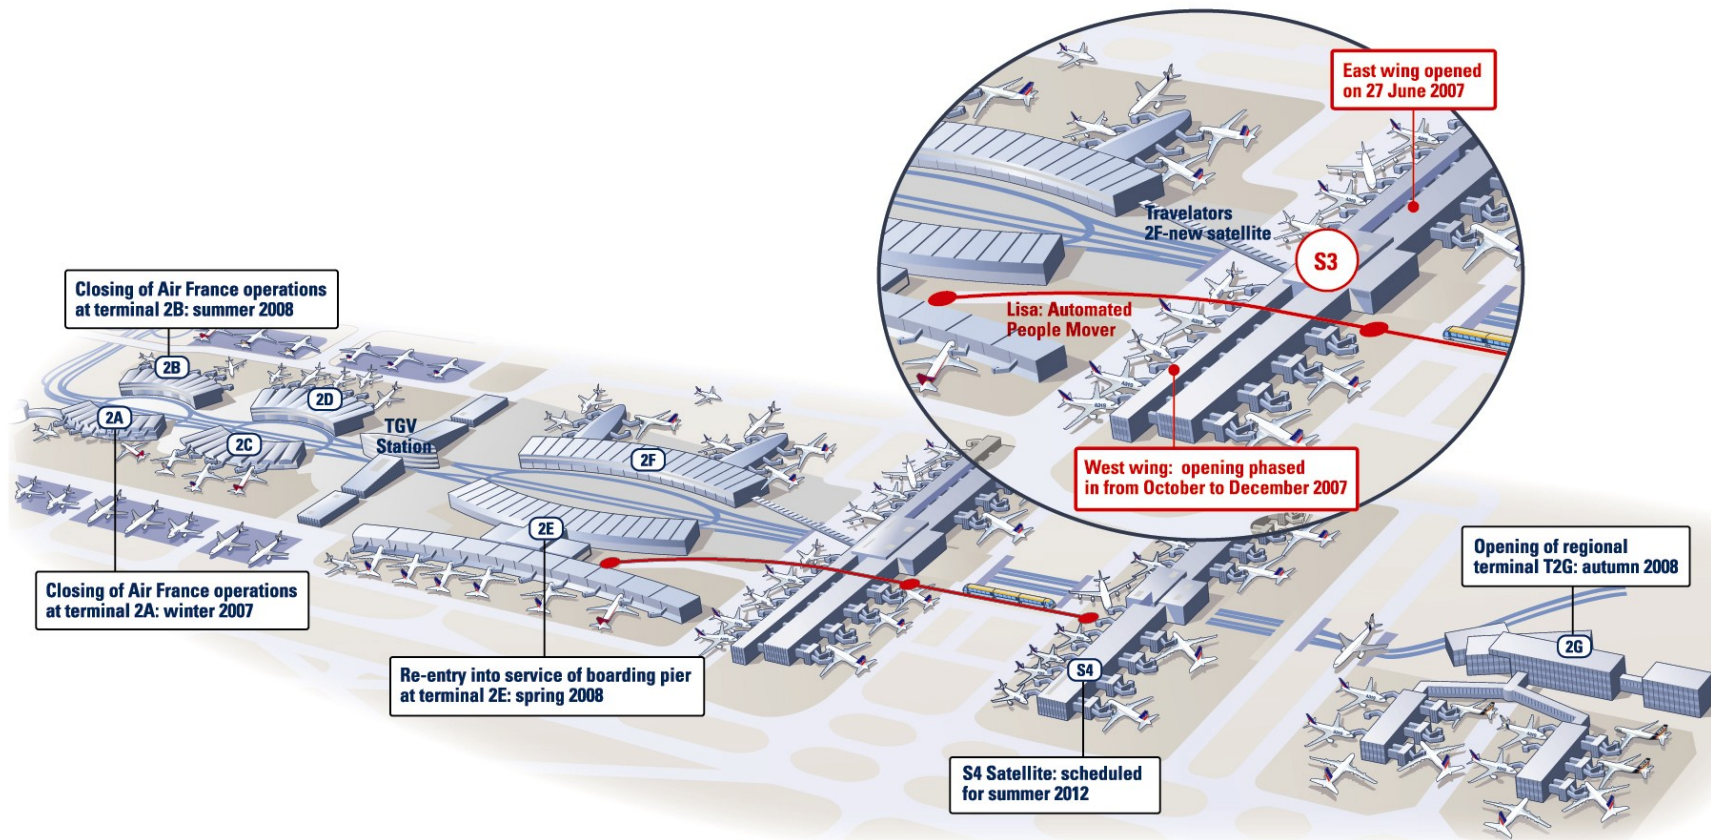 East wing opened
on 27 June 2007
Travelators
2F-new satellite
S3
Lisa: Automated
People Mover
West wing: opening phased
in from October to December 2007
Closing of Air France operations
at terminal 2B: summer 2008
2B
2A
2D
2C
TGV
Station
2F
2E
Closing of Air France operations
at terminal 2A: winter 2007
Re-entry into service of boarding pier
at terminal 2E: spring 2008
S4
S4 Satellite: scheduled
for summer 2012
Opening of regional
terminal T2G: autumn 2008
2G